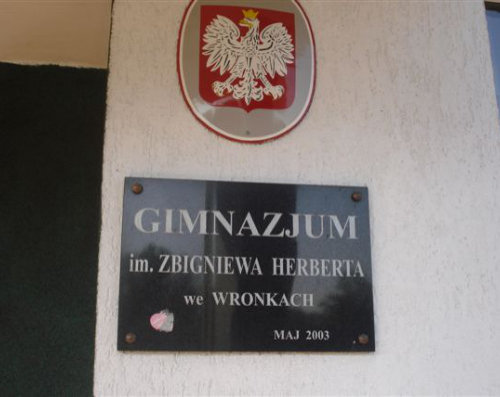 GIMNAZJUM
im. ZBIGNIEWA HERBERTA
we WRONKACH
MAJ 2003